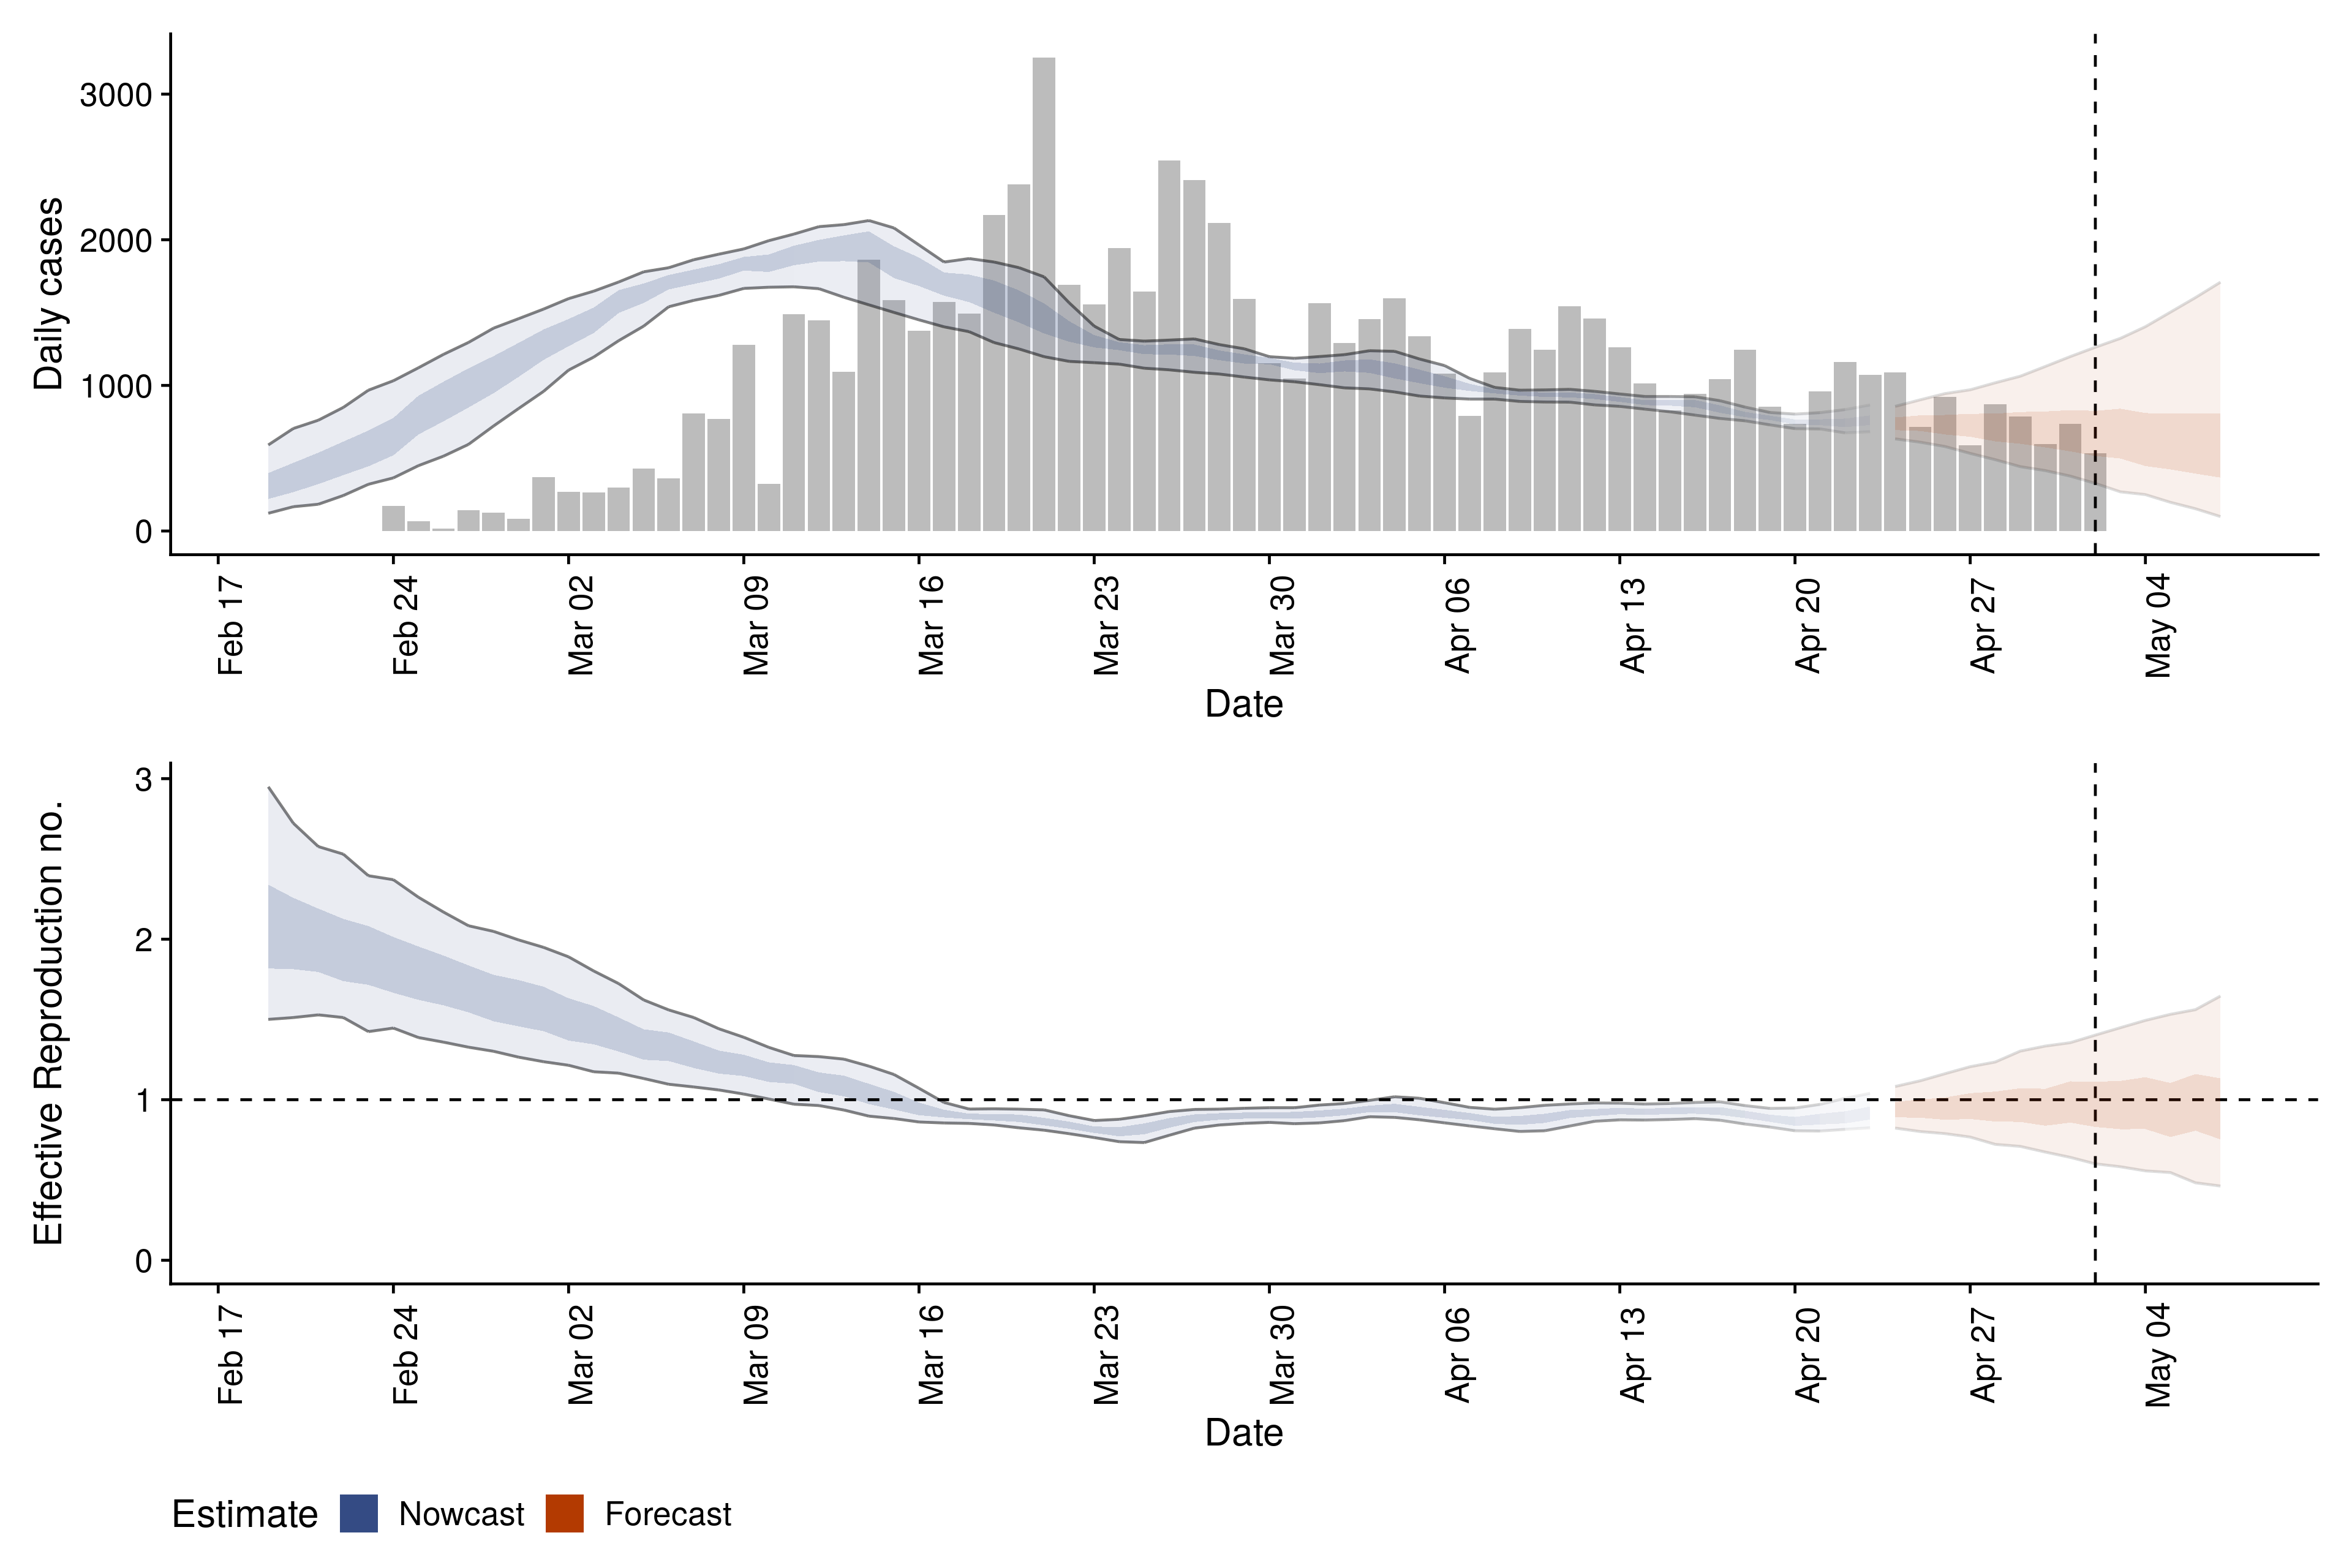 3000
2000
1000
0
Daily cases
Feb 17
Feb 24
Mar 02
Mar 09
Mar 16
Mar 23
Mar 30
Apr 06
Apr 13
Apr 20
Apr 27
May 04
Date
3
2
1
0
Effective Reproduction no.
Feb 17
Feb 24
Mar 02
Mar 09
Mar 16
Mar 23
Mar 30
Apr 06
Apr 13
Apr 20
Apr 27
May 04
Date
Estimate Nowcast Forecast